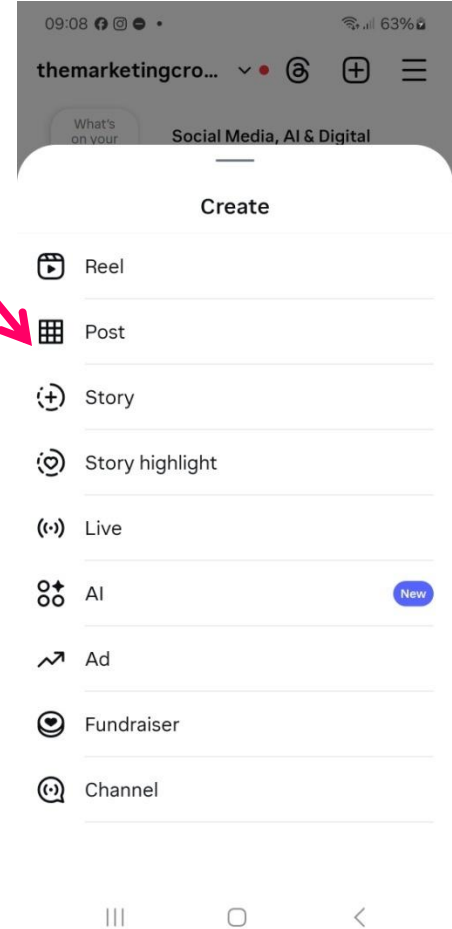 09:08 63%
themarketingcro...
What's
on your
Social Media, AI & Digital
Create
Reel
Post
Story
Story highlight
Live
AI New
Ad
Fundraiser
Channel